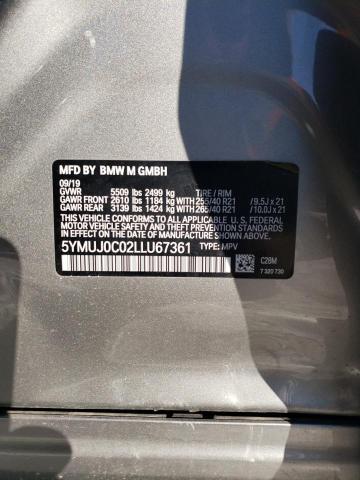 MFD BY BMW M GMBH
09/19
GVWR 5509 lbs 2499 kg TIRE / RIM
GAWR FRONT 2610 lbs 1184 kg WITH 255/40 R21 / 9.5J x 21
GAWR REAR 3139 lbs 1424 kg WITH 265/40 R21 / 10.0J x 21
THIS VEHICLE CONFORMS TO ALL APPLICABLE U.S. FEDERAL
MOTOR VEHICLE SAFETY, BUMPER, AND THEFT PREVENTION
STANDARDS IN EFFECT ON THE DATE OF MANUFACTURE SHOWN ABOVE.
5YMUJ0C02LLU67361 TYPE: MPV
C28M
7 320 730